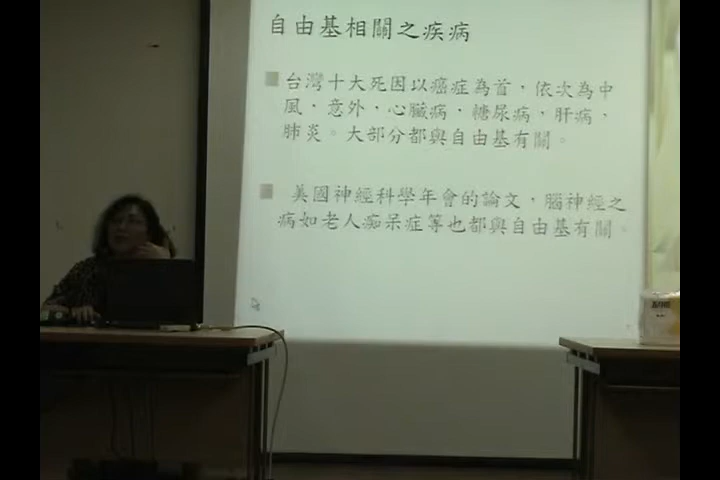 自由基相關之疾病
台灣十大死因以癌症為首，依次為中
風，意外，心臟病，糖尿病，肝病，
肺炎。大部分都與自由基有關。
美國神經科學年會的論文，腦神經之
病如老人痴呆症等也都與自由基有關。